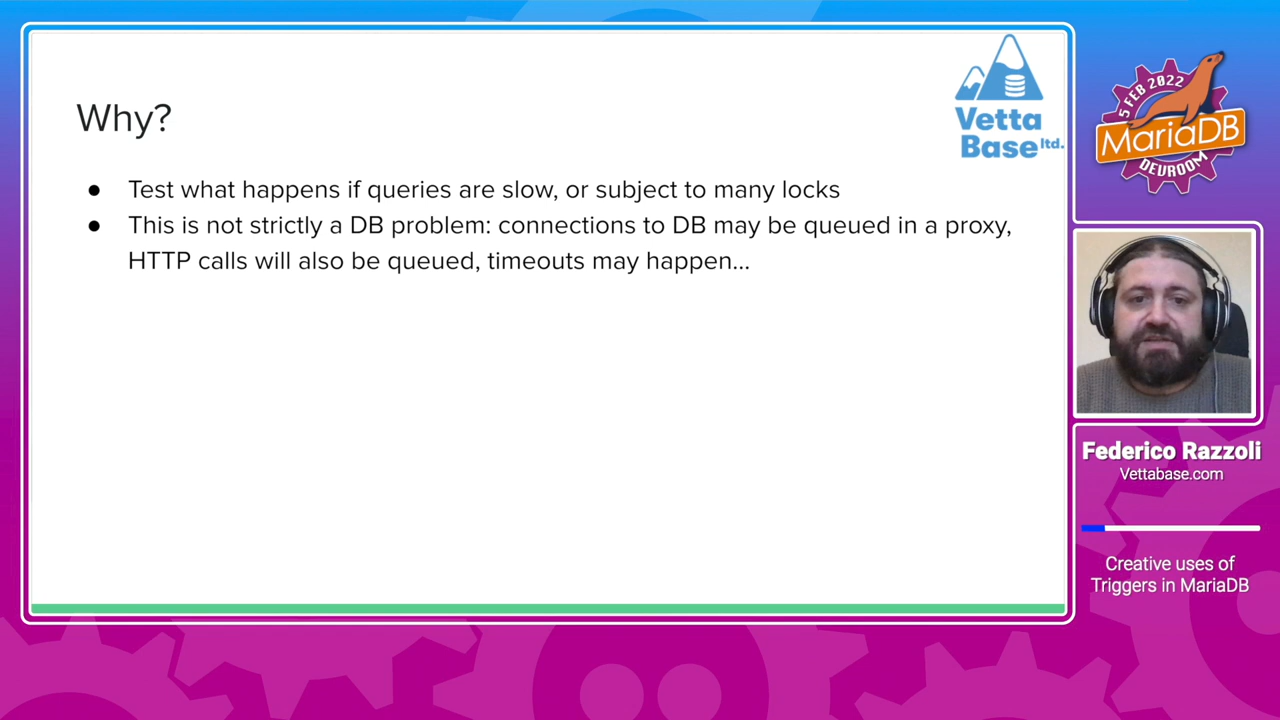 Why?
● Test what happens if queries are slow, or subject to many locks
● This is not strictly a DB problem: connections to DB may be queued in a proxy,
HTTP calls will also be queued, timeouts may happen...
Vetta
Base ltd.
5 FEB 2022
MariaDB
DEVROOM
Federico Razzoli
Vettabase.com
Creative uses of
Triggers in MariaDB